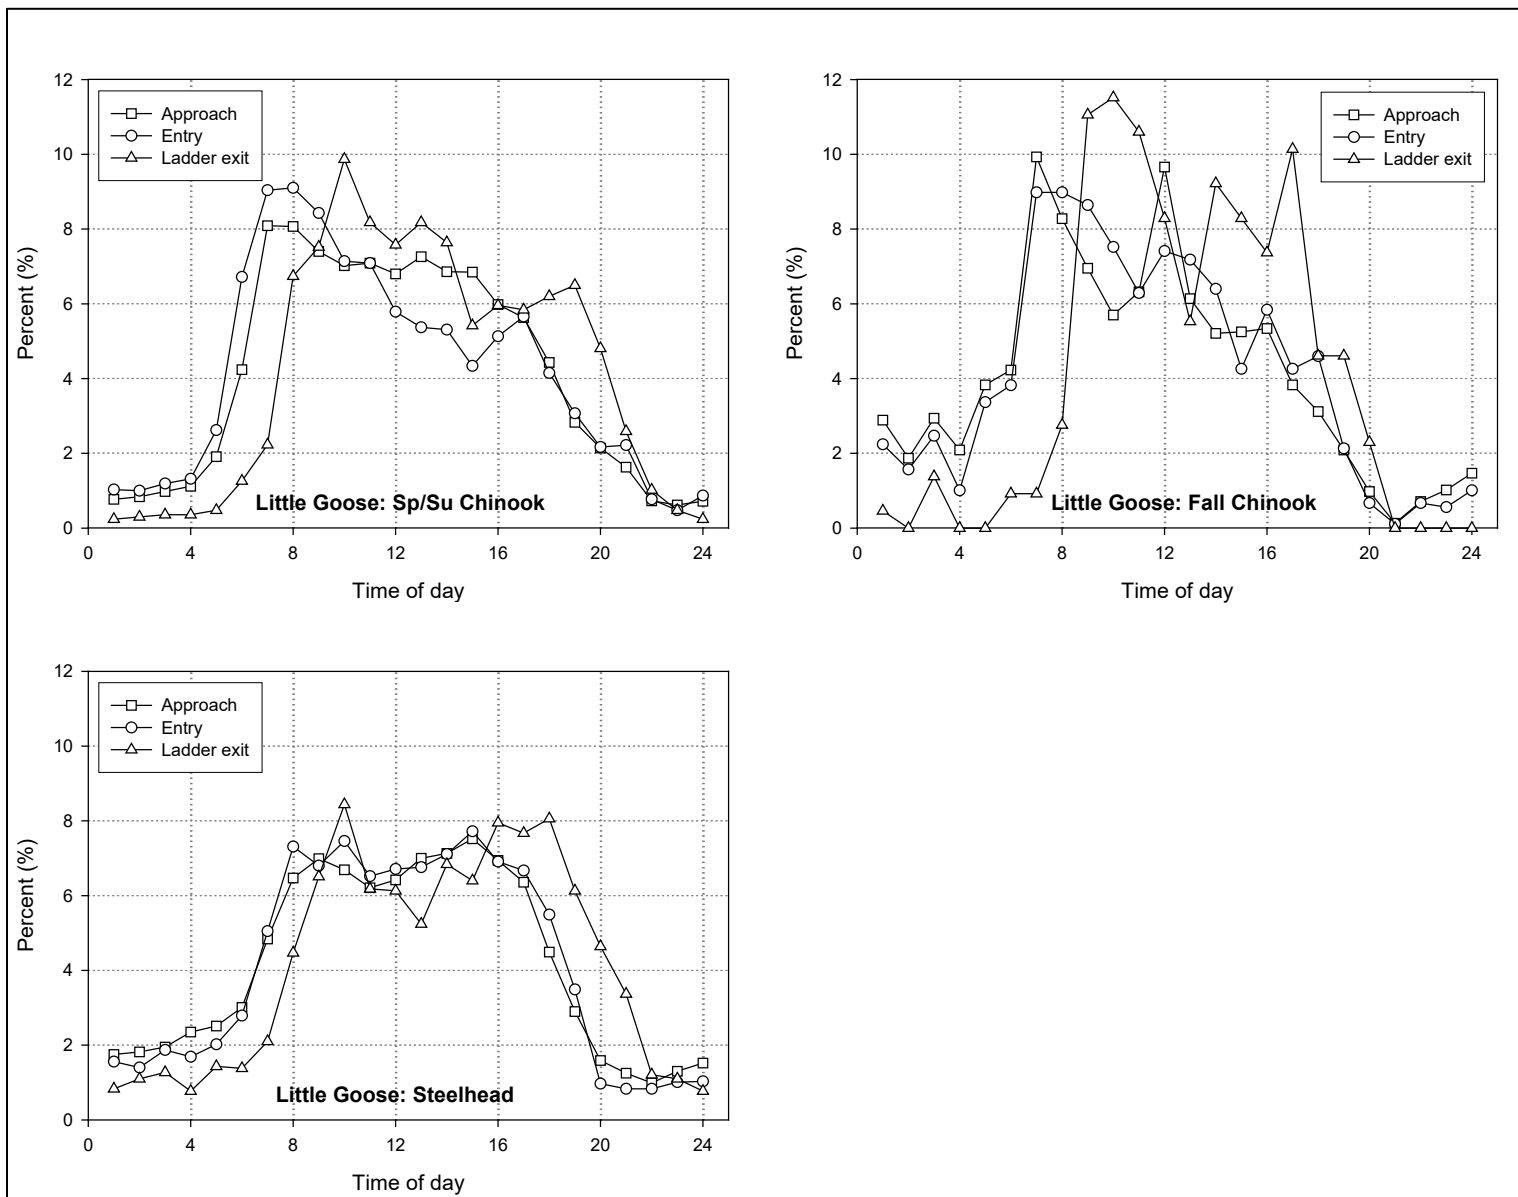 12
10
8
6
4
2
0
Percent (%)
Approach
Entry
Ladder exit
Little Goose: Sp/Su Chinook
0 4 8 12 16 20 24
Time of day
12
10
8
6
4
2
0
Percent (%)
Approach
Entry
Ladder exit
Little Goose: Fall Chinook
0 4 8 12 16 20 24
Time of day
12
10
8
6
4
2
0
Percent (%)
Approach
Entry
Ladder exit
Little Goose: Steelhead
0 4 8 12 16 20 24
Time of day